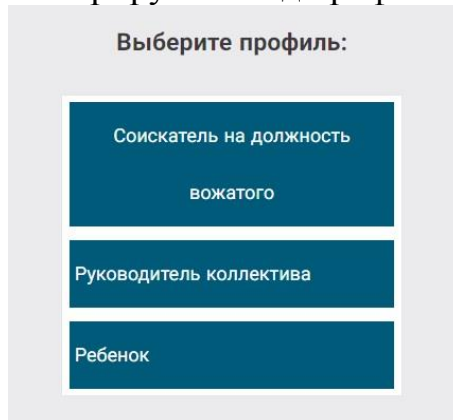 Выберите профиль:
Соискатель на должность
вожатого
Руководитель коллектива
Ребенок